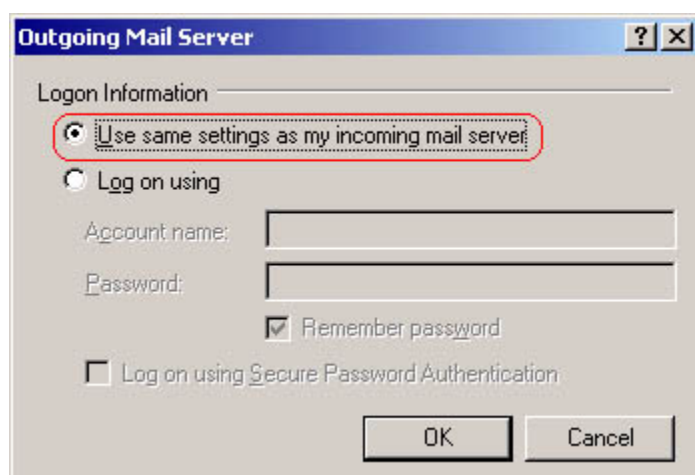 Outgoing Mail Server
Logon Information
Use same settings as my incoming mail server
Log on using
Account name:
Password:
Remember password
Log on using Secure Password Authentication
OK Cancel